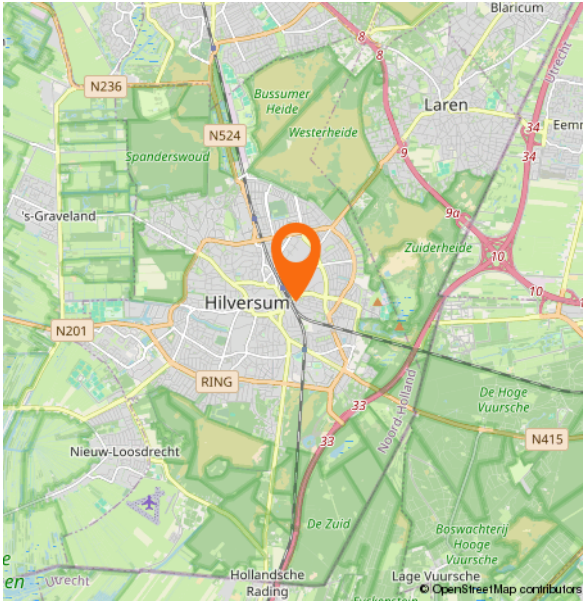 Blaricum
8
8
Utrecht
N236
Bussumer
Heide
Laren
N524
Westerheide
34
Eemn
Spanderswoud
9
34
's-Graveland
9a
Zuiderheide
10
10
Hilversum
N201
RING
De Hoge
Vuursche
33
Noord-Holland
33
N415
Nieuw-Loosdrecht
De Zuid
Boswachterij
Hooge
Vuursche
e
en
Utrecht
Hollandsche
Rading
Lage Vuursche
© OpenStreetMap contributors